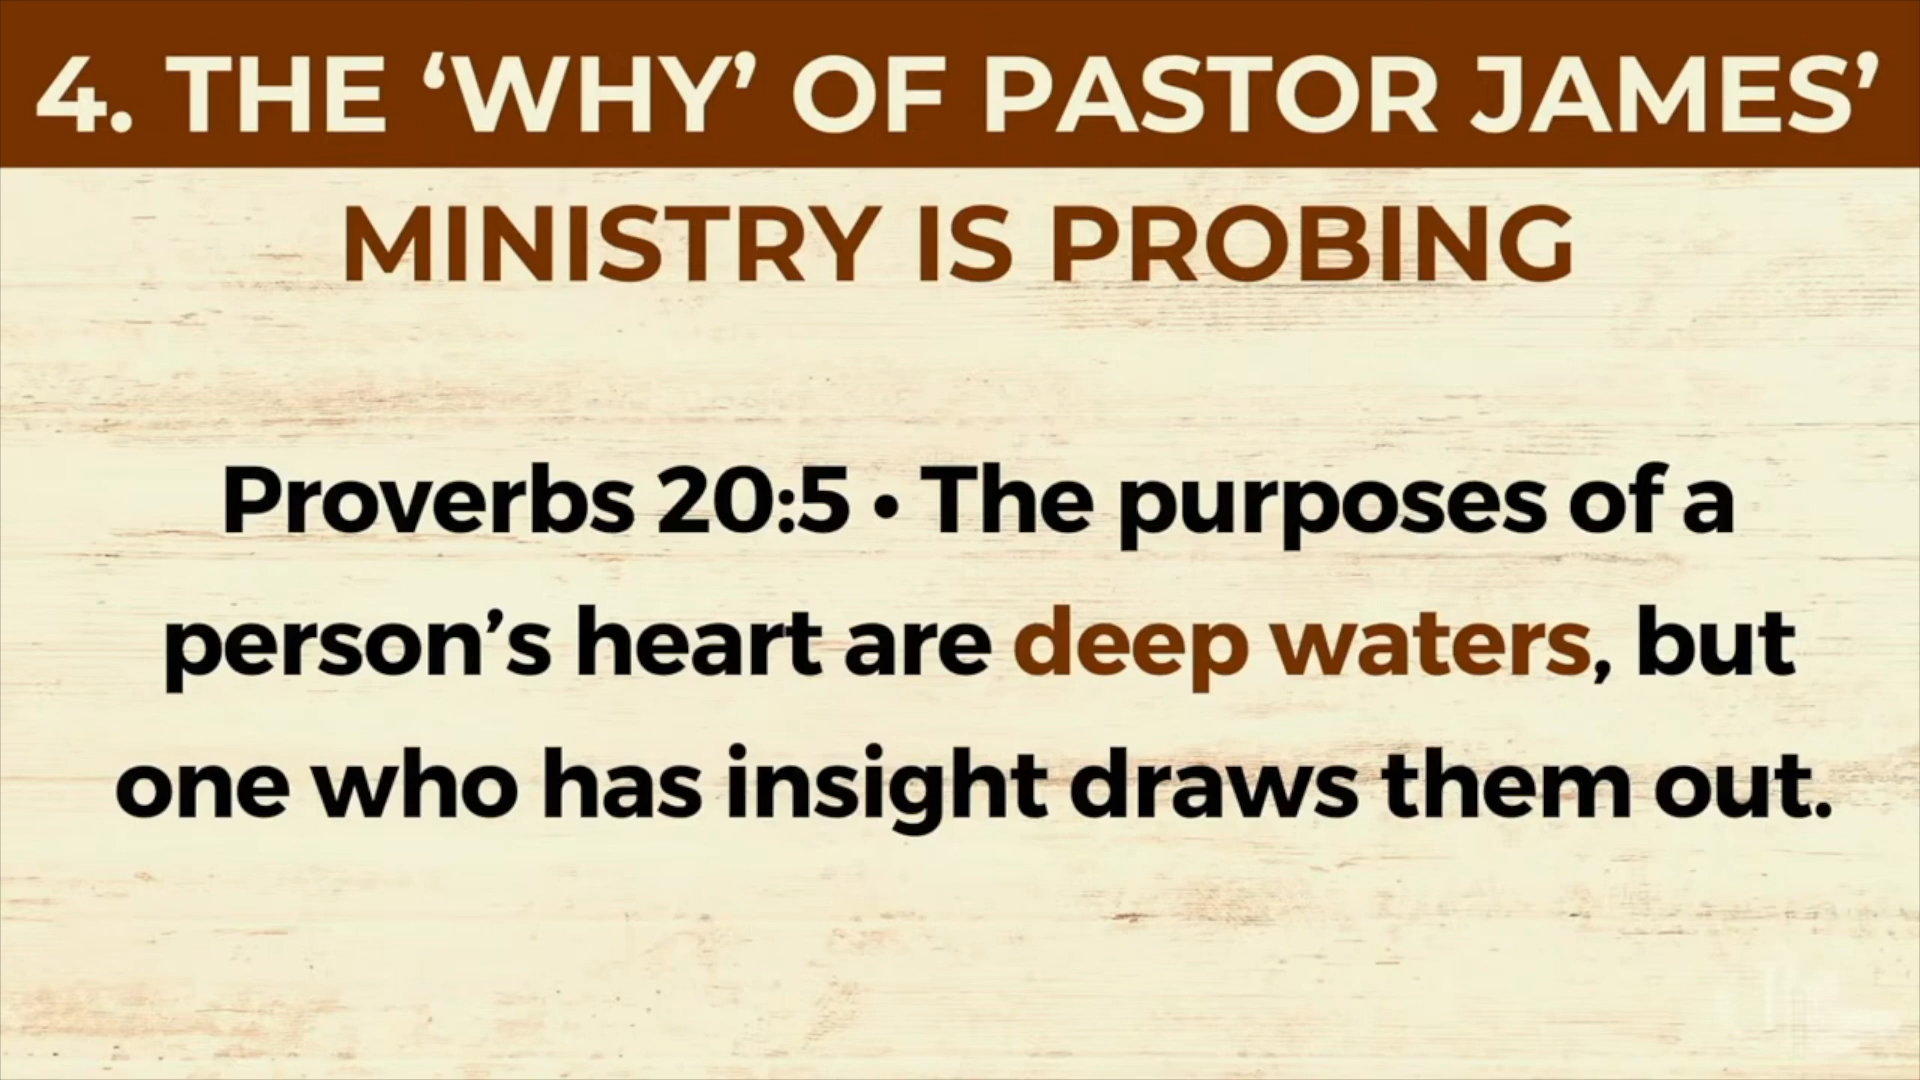 4. THE ‘WHY’ OF PASTOR JAMES’
MINISTRY IS PROBING
Proverbs 20:5 • The purposes of a
person’s heart are deep waters, but
one who has insight draws them out.